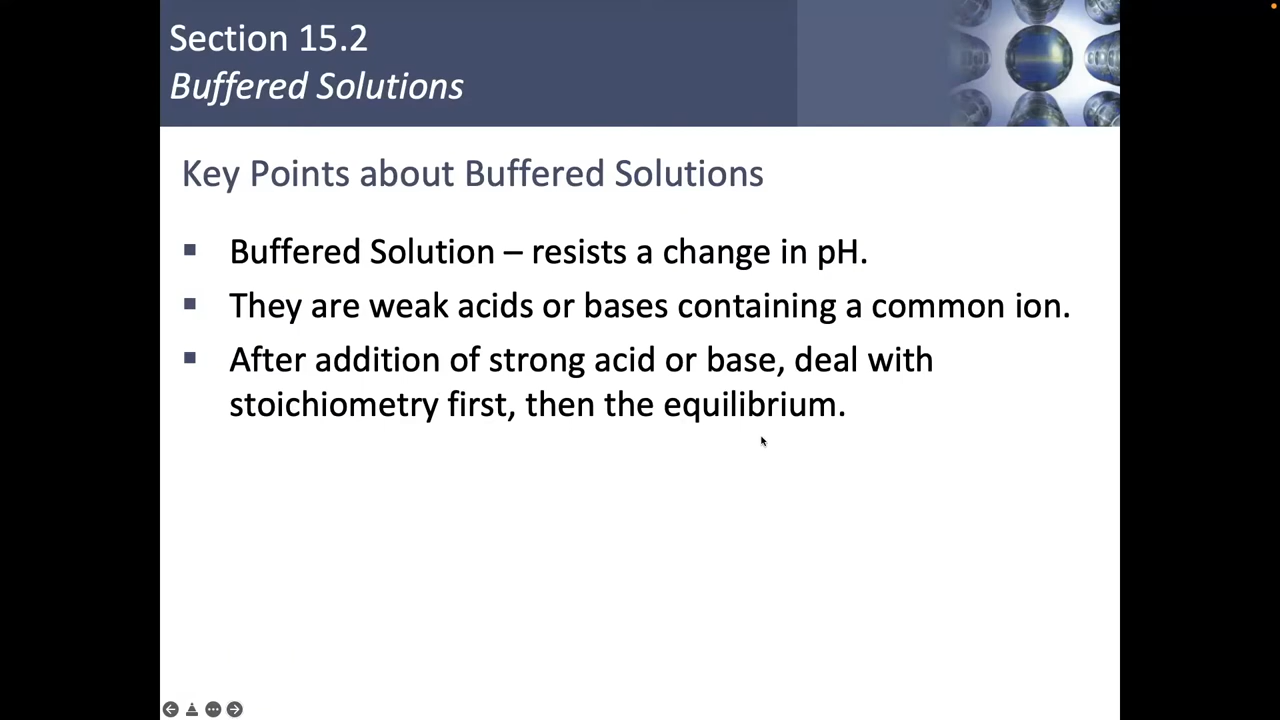 Section 15.2
Buffered Solutions
Key Points about Buffered Solutions
▪ Buffered Solution – resists a change in pH.
▪ They are weak acids or bases containing a common ion.
▪ After addition of strong acid or base, deal with
stoichiometry first, then the equilibrium.